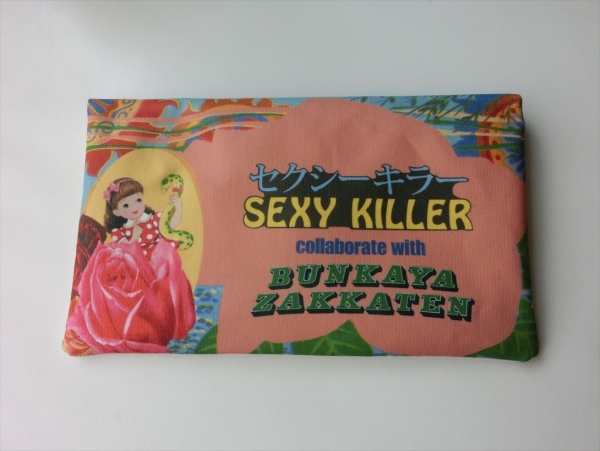 セクシーキラー
SEXY KILLER
collaborate with
BUNKAYA
ZAKKATEN